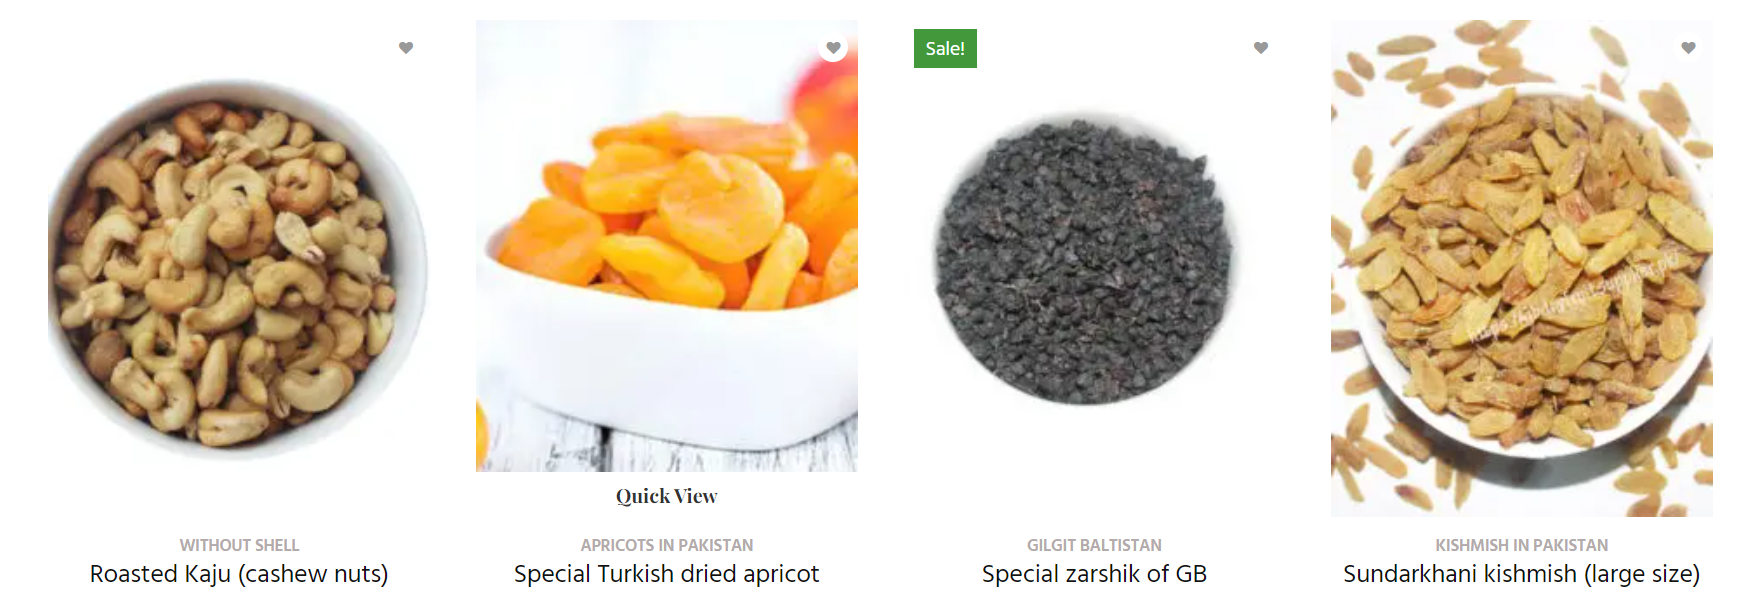 Sale!
Quick View
WITHOUT SHELL
Roasted Kaju (cashew nuts)
APRICOTS IN PAKISTAN
Special Turkish dried apricot
GILGIT BALTISTAN
Special zarshik of GB
KISHMISH IN PAKISTAN
Sundarkhani kishmish (large size)